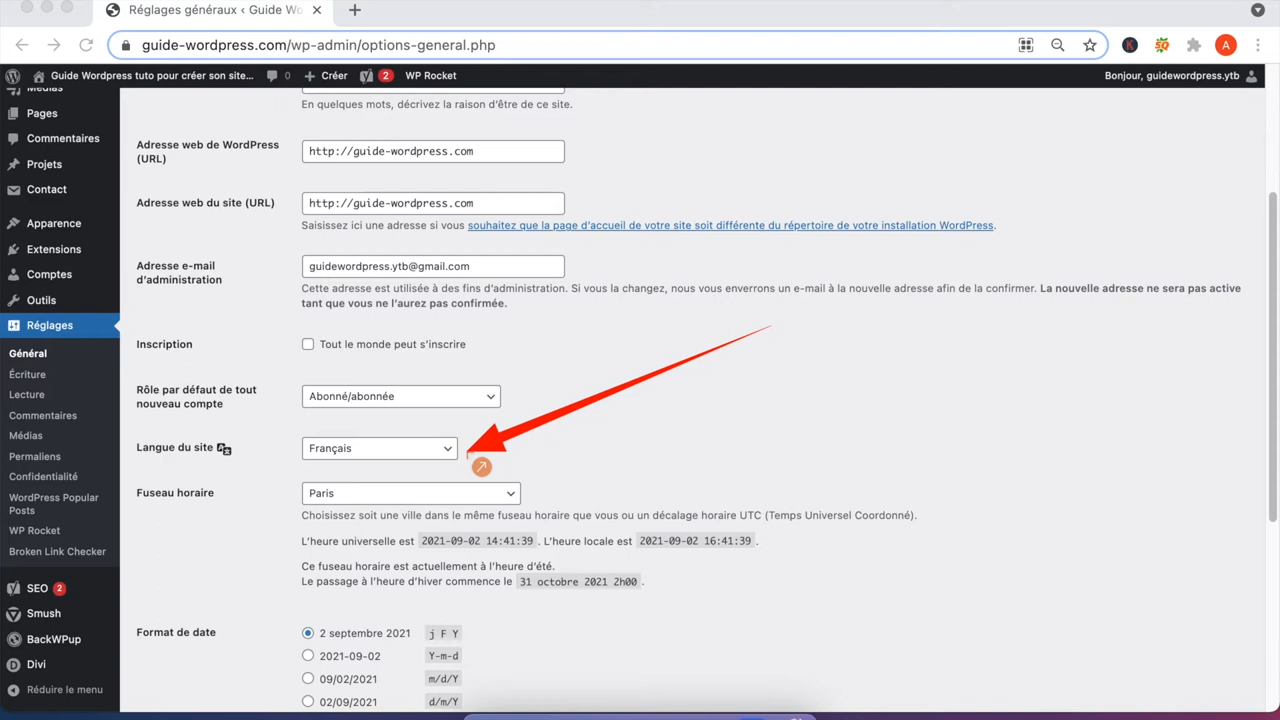 Réglages généraux ‹ Guide Wo
guide-wordpress.com/wp-admin/options-general.php
K
SQ
A
Guide Wordpress tuto pour créer son site...
0
Créer
2
WP Rocket
Bonjour, guidewordpress.ytb
Médias
Pages
Commentaires
Projets
Contact
Apparence
Extensions
Comptes
Outils
Réglages
Général
Écriture
Lecture
Commentaires
Médias
Permaliens
Confidentialité
WordPress Popular
Posts
WP Rocket
Broken Link Checker
SEO 2
Smush
BackWPup
Divi
Réduire le menu
En quelques mots, décrivez la raison d'être de ce site.
Adresse web de WordPress
(URL)
http://guide-wordpress.com
Adresse web du site (URL)
http://guide-wordpress.com
Saisissez ici une adresse si vous souhaitez que la page d'accueil de votre site soit différente du répertoire de votre installation WordPress.
Adresse e-mail
d'administration
guidewordpress.ytb@gmail.com
Cette adresse est utilisée à des fins d'administration. Si vous la changez, nous vous enverrons un e-mail à la nouvelle adresse afin de la confirmer. La nouvelle adresse ne sera pas active
tant que vous ne l'aurez pas confirmée.
Inscription
Tout le monde peut s'inscrire
Rôle par défaut de tout
nouveau compte
Abonné/abonnée
Langue du site
Français
Fuseau horaire
Paris
Choisissez soit une ville dans le même fuseau horaire que vous ou un décalage horaire UTC (Temps Universel Coordonné).
L'heure universelle est 2021-09-02 14:41:39. L'heure locale est 2021-09-02 16:41:39.
Ce fuseau horaire est actuellement à l'heure d'été.
Le passage à l'heure d'hiver commence le 31 octobre 2021 2h00.
Format de date
2 septembre 2021 j F Y
2021-09-02 Y-m-d
09/02/2021 m/d/Y
02/09/2021 d/m/Y